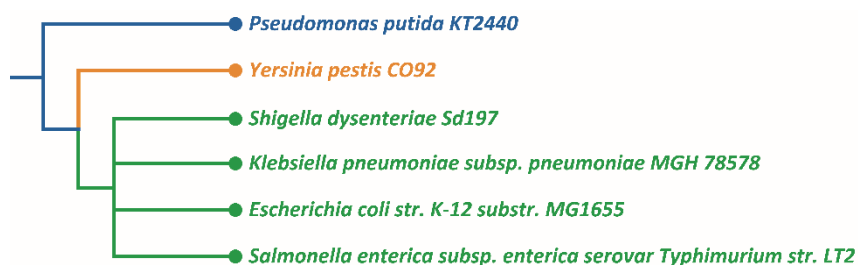 Pseudomonas putida KT2440
Yersinia pestis CO92
Shigella dysenteriae Sd197
Klebsiella pneumoniae subsp. pneumoniae MGH 78578
Escherichia coli str. K-12 substr. MG1655
Salmonella enterica subsp. enterica serovar Typhimurium str. LT2